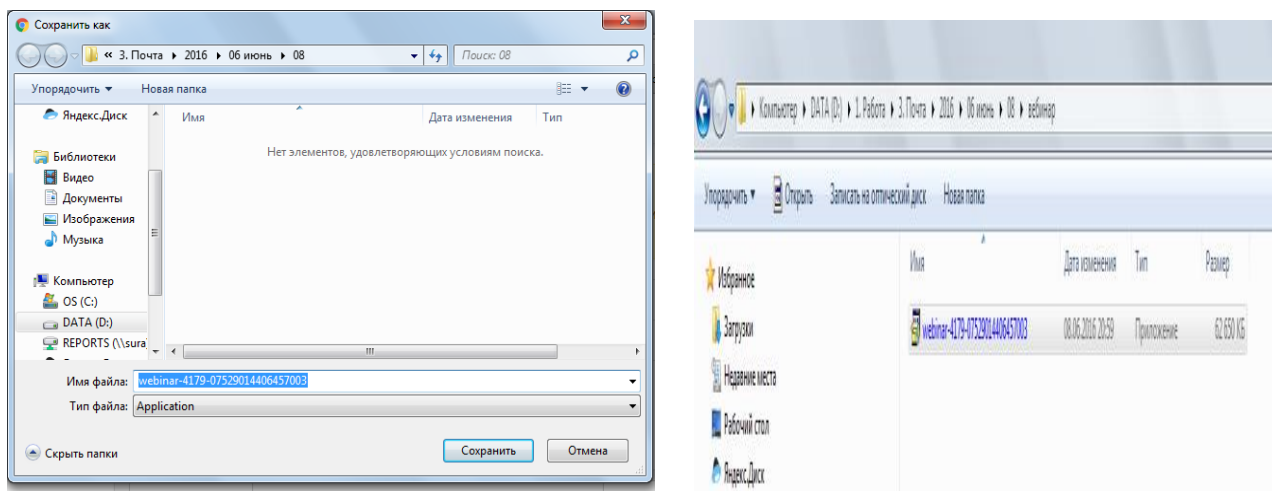 Сохранить как
« 3. Почта 2016 06 июнь 08
Поиск: 08
Упорядочить Новая папка
Яндекс.Диск
Библиотеки
Видео
Документы
Изображения
Музыка
Компьютер
OS (C:)
DATA (D:)
REPORTS (\\sura
Имя Дата изменения Тип
Нет элементов, удовлетворяющих условиям поиска.
Имя файла: webinar-4179-07529014406457003
Тип файла: Application
Скрыть папки Сохранить Отмена
Компьютер DATA (D:) 1. Работа 3. Почта 2016 06 июнь 08 вебинар
Упорядочить Открыть Записать на оптический диск Новая папка
Избранное
Загрузки
Недавние места
Рабочий стол
Яндекс.Диск
Имя Дата изменения Тип Размер
webinar-4179-07529014406457003 08.06.2016 20:59 Приложение 62 650 КБ